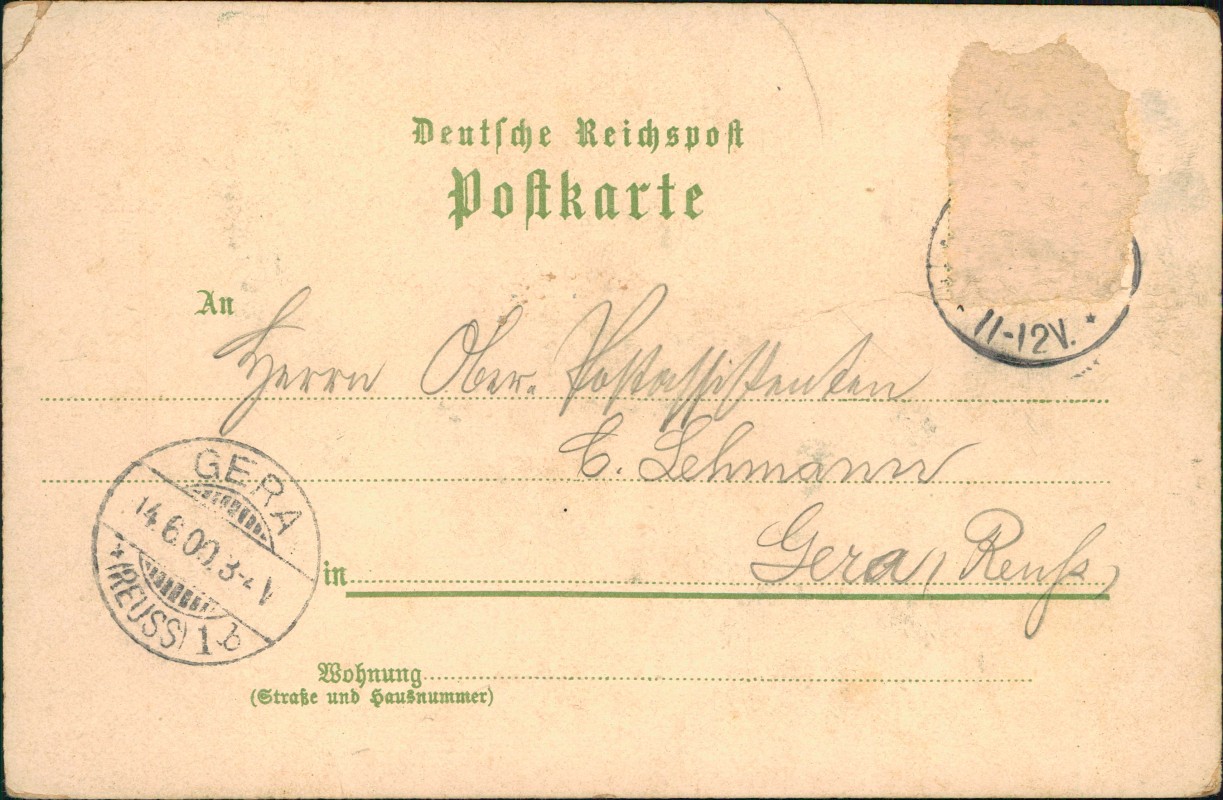 Deutsche Reichspost
Postkarte
11-12V. *
An
Herrn Ober-Postassistenten
C. Lehmann
GERA
14.6.00.3-4 V
* (REUSS) 1 b
in Gera, Reuß,
Wohnung
(Straße und Hausnummer)